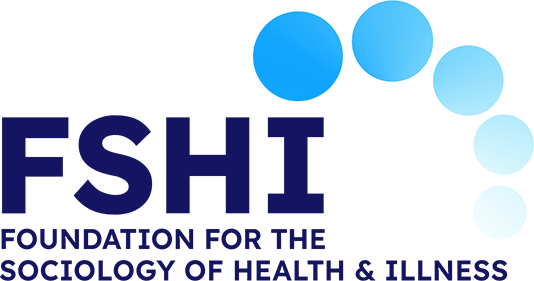 FSHI
FOUNDATION FOR THE
SOCIOLOGY OF HEALTH & ILLNESS